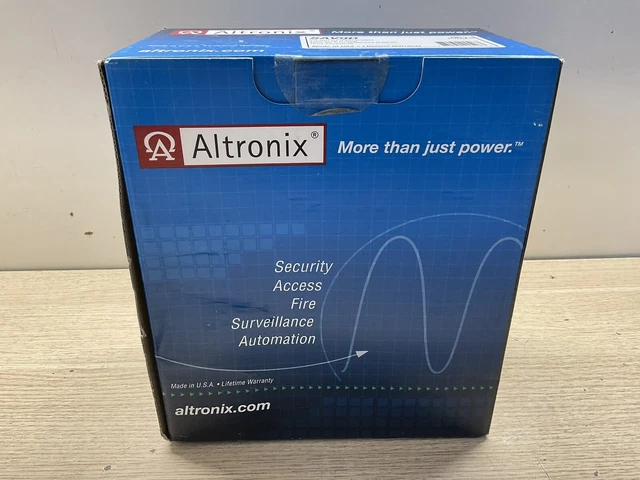 Altronix® More than just power.™
altronix.com
Altronix® More than just power.™
Security
Access
Fire
Surveillance
Automation
Made in U.S.A. • Lifetime Warranty
altronix.com